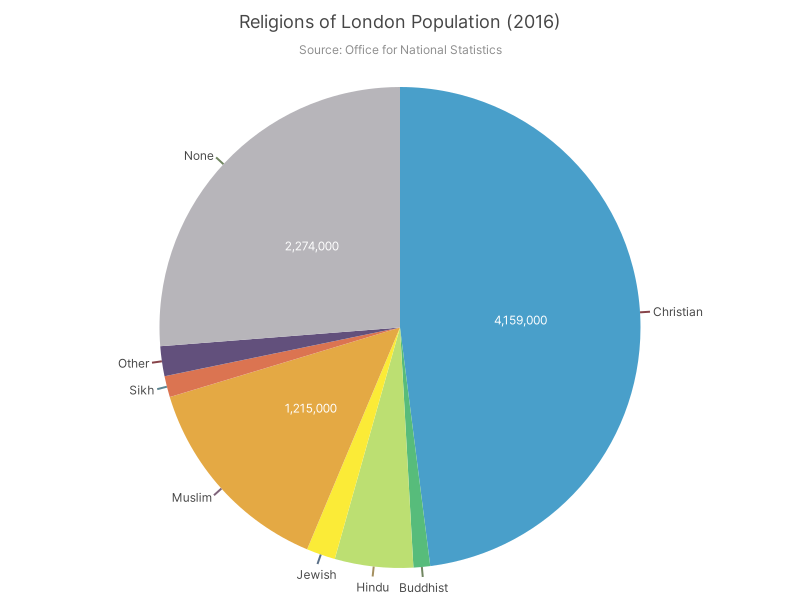 Religions of London Population (2016)
Source: Office for National Statistics
None
2,274,000
Christian
4,159,000
Other
Sikh
1,215,000
Muslim
Jewish
Hindu
Buddhist